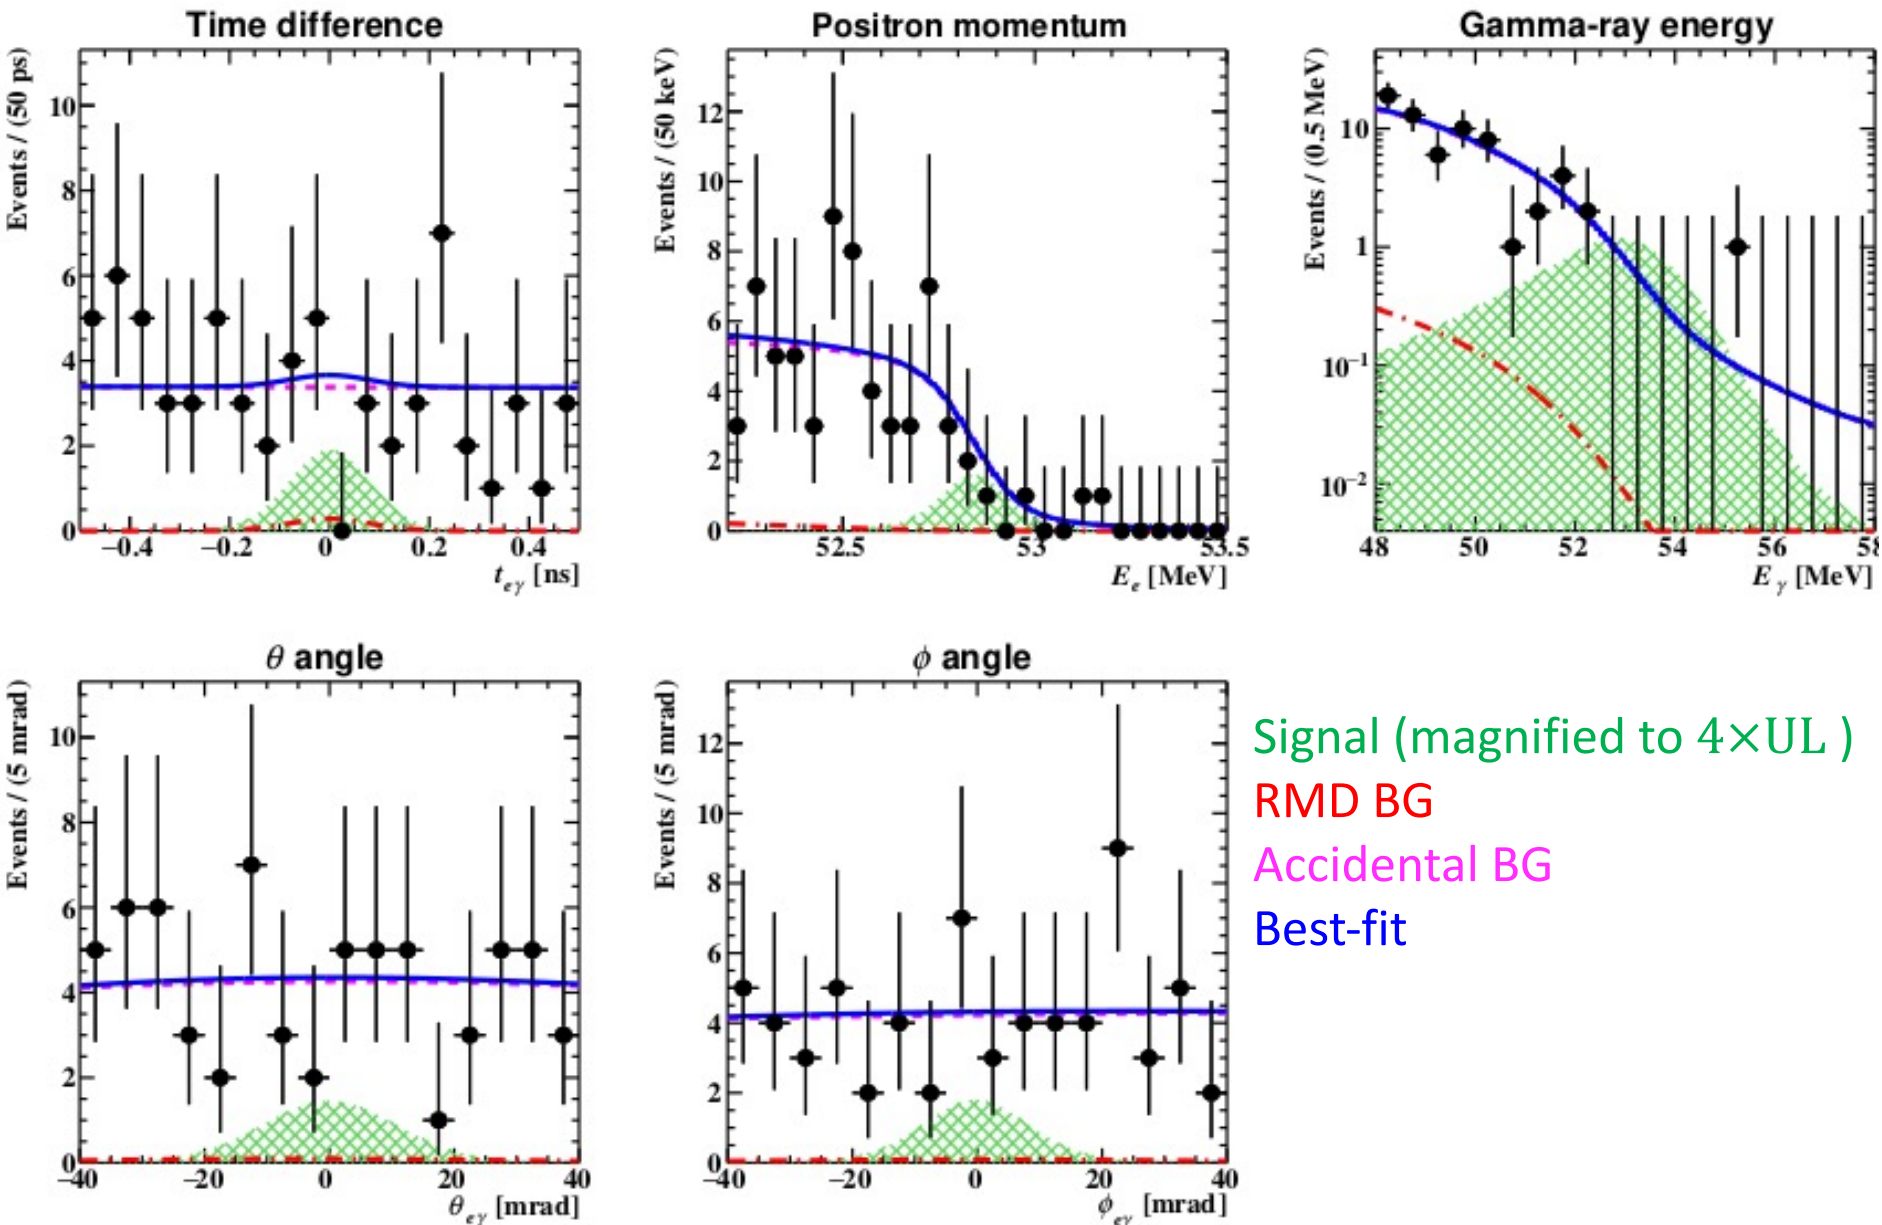 Time difference
Events / (50 ps)
10
8
6
4
2
0
−0.4 −0.2 0 0.2 0.4
t_eγ [ns]
Positron momentum
Events / (50 keV)
12
10
8
6
4
2
0
52.5 53 53.5
E_e [MeV]
Gamma-ray energy
Events / (0.5 MeV)
10
1
10⁻¹
10⁻²
48 50 52 54 56 58
E_γ [MeV]
θ angle
Events / (5 mrad)
10
8
6
4
2
0
−40 −20 0 20 40
θ_eγ [mrad]
ϕ angle
Events / (5 mrad)
12
10
8
6
4
2
0
−40 −20 0 20 40
ϕ_eγ [mrad]
Signal (magnified to 4×UL )
RMD BG
Accidental BG
Best-fit